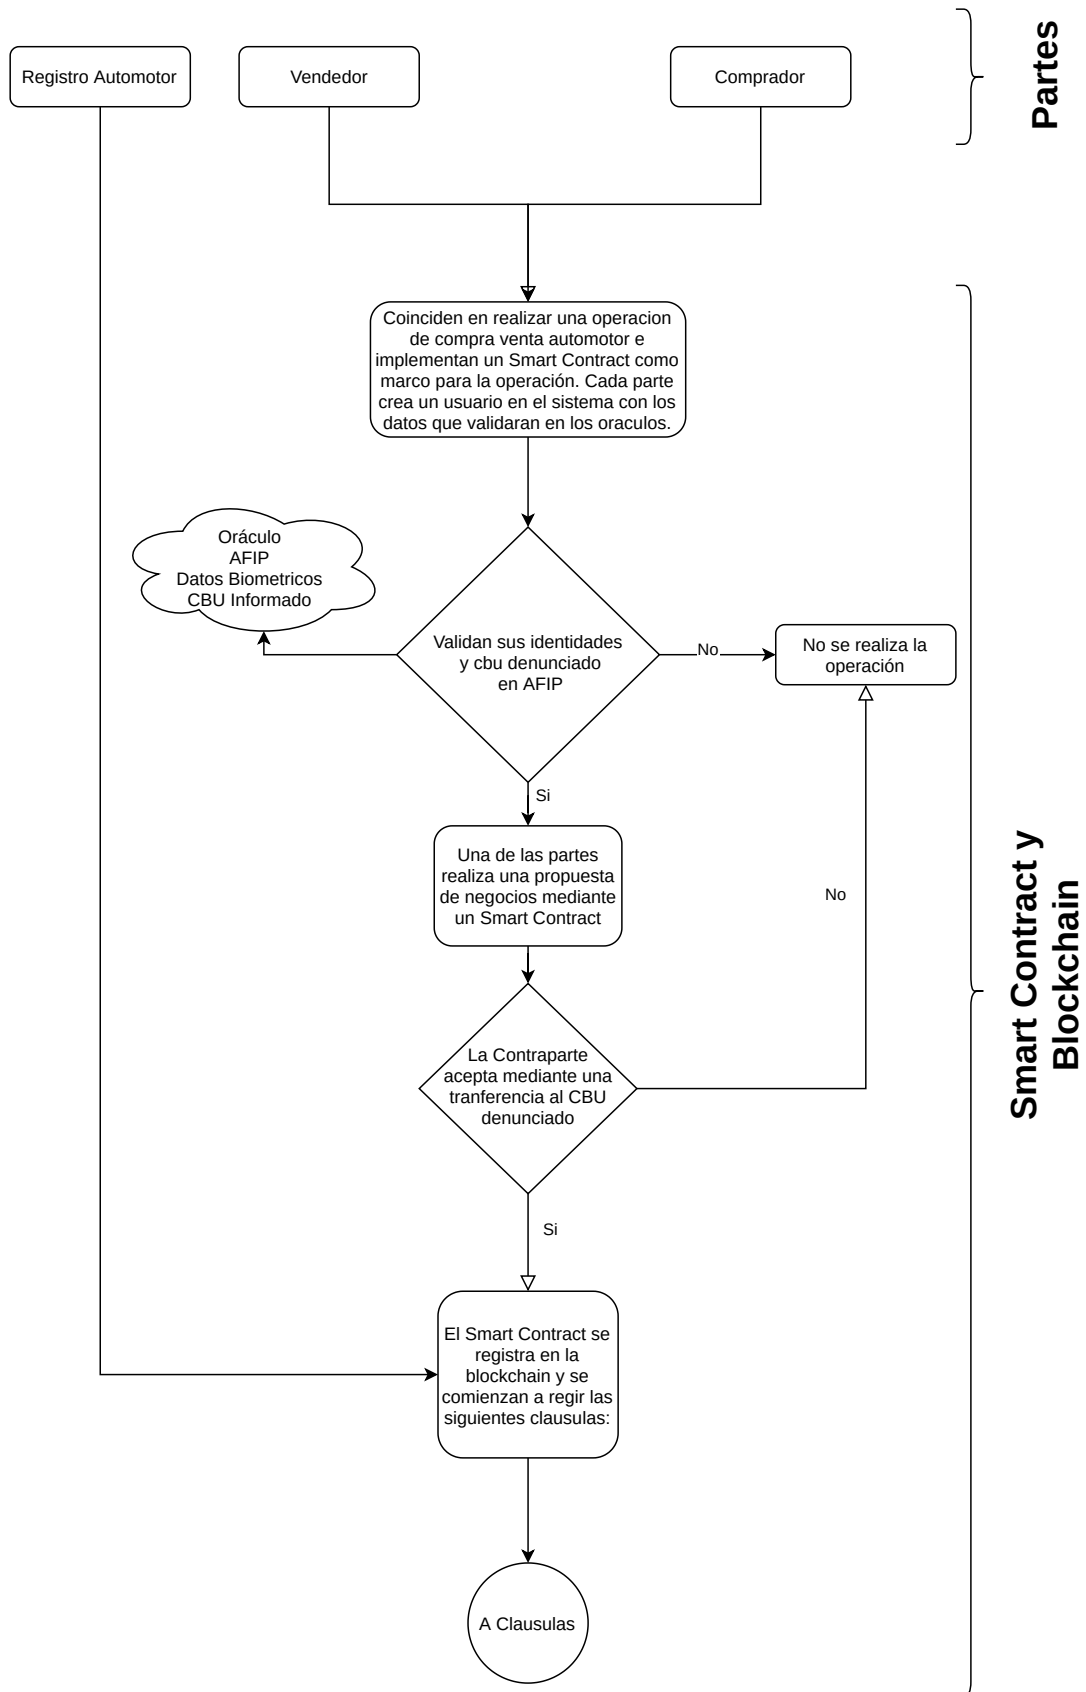 Partes
Registro Automotor
Vendedor
Comprador
Coinciden en realizar una operacion
de compra venta automotor e
implementan un Smart Contract como
marco para la operación. Cada parte
crea un usuario en el sistema con los
datos que validaran en los oraculos.
Oráculo
AFIP
Datos Biometricos
CBU Informado
Validan sus identidades
y cbu denunciado
en AFIP
No
No se realiza la
operación
Si
Una de las partes
realiza una propuesta
de negocios mediante
un Smart Contract
No
Smart Contract y
Blockchain
La Contraparte
acepta mediante una
tranferencia al CBU
denunciado
Si
El Smart Contract se
registra en la
blockchain y se
comienzan a regir las
siguientes clausulas:
A Clausulas